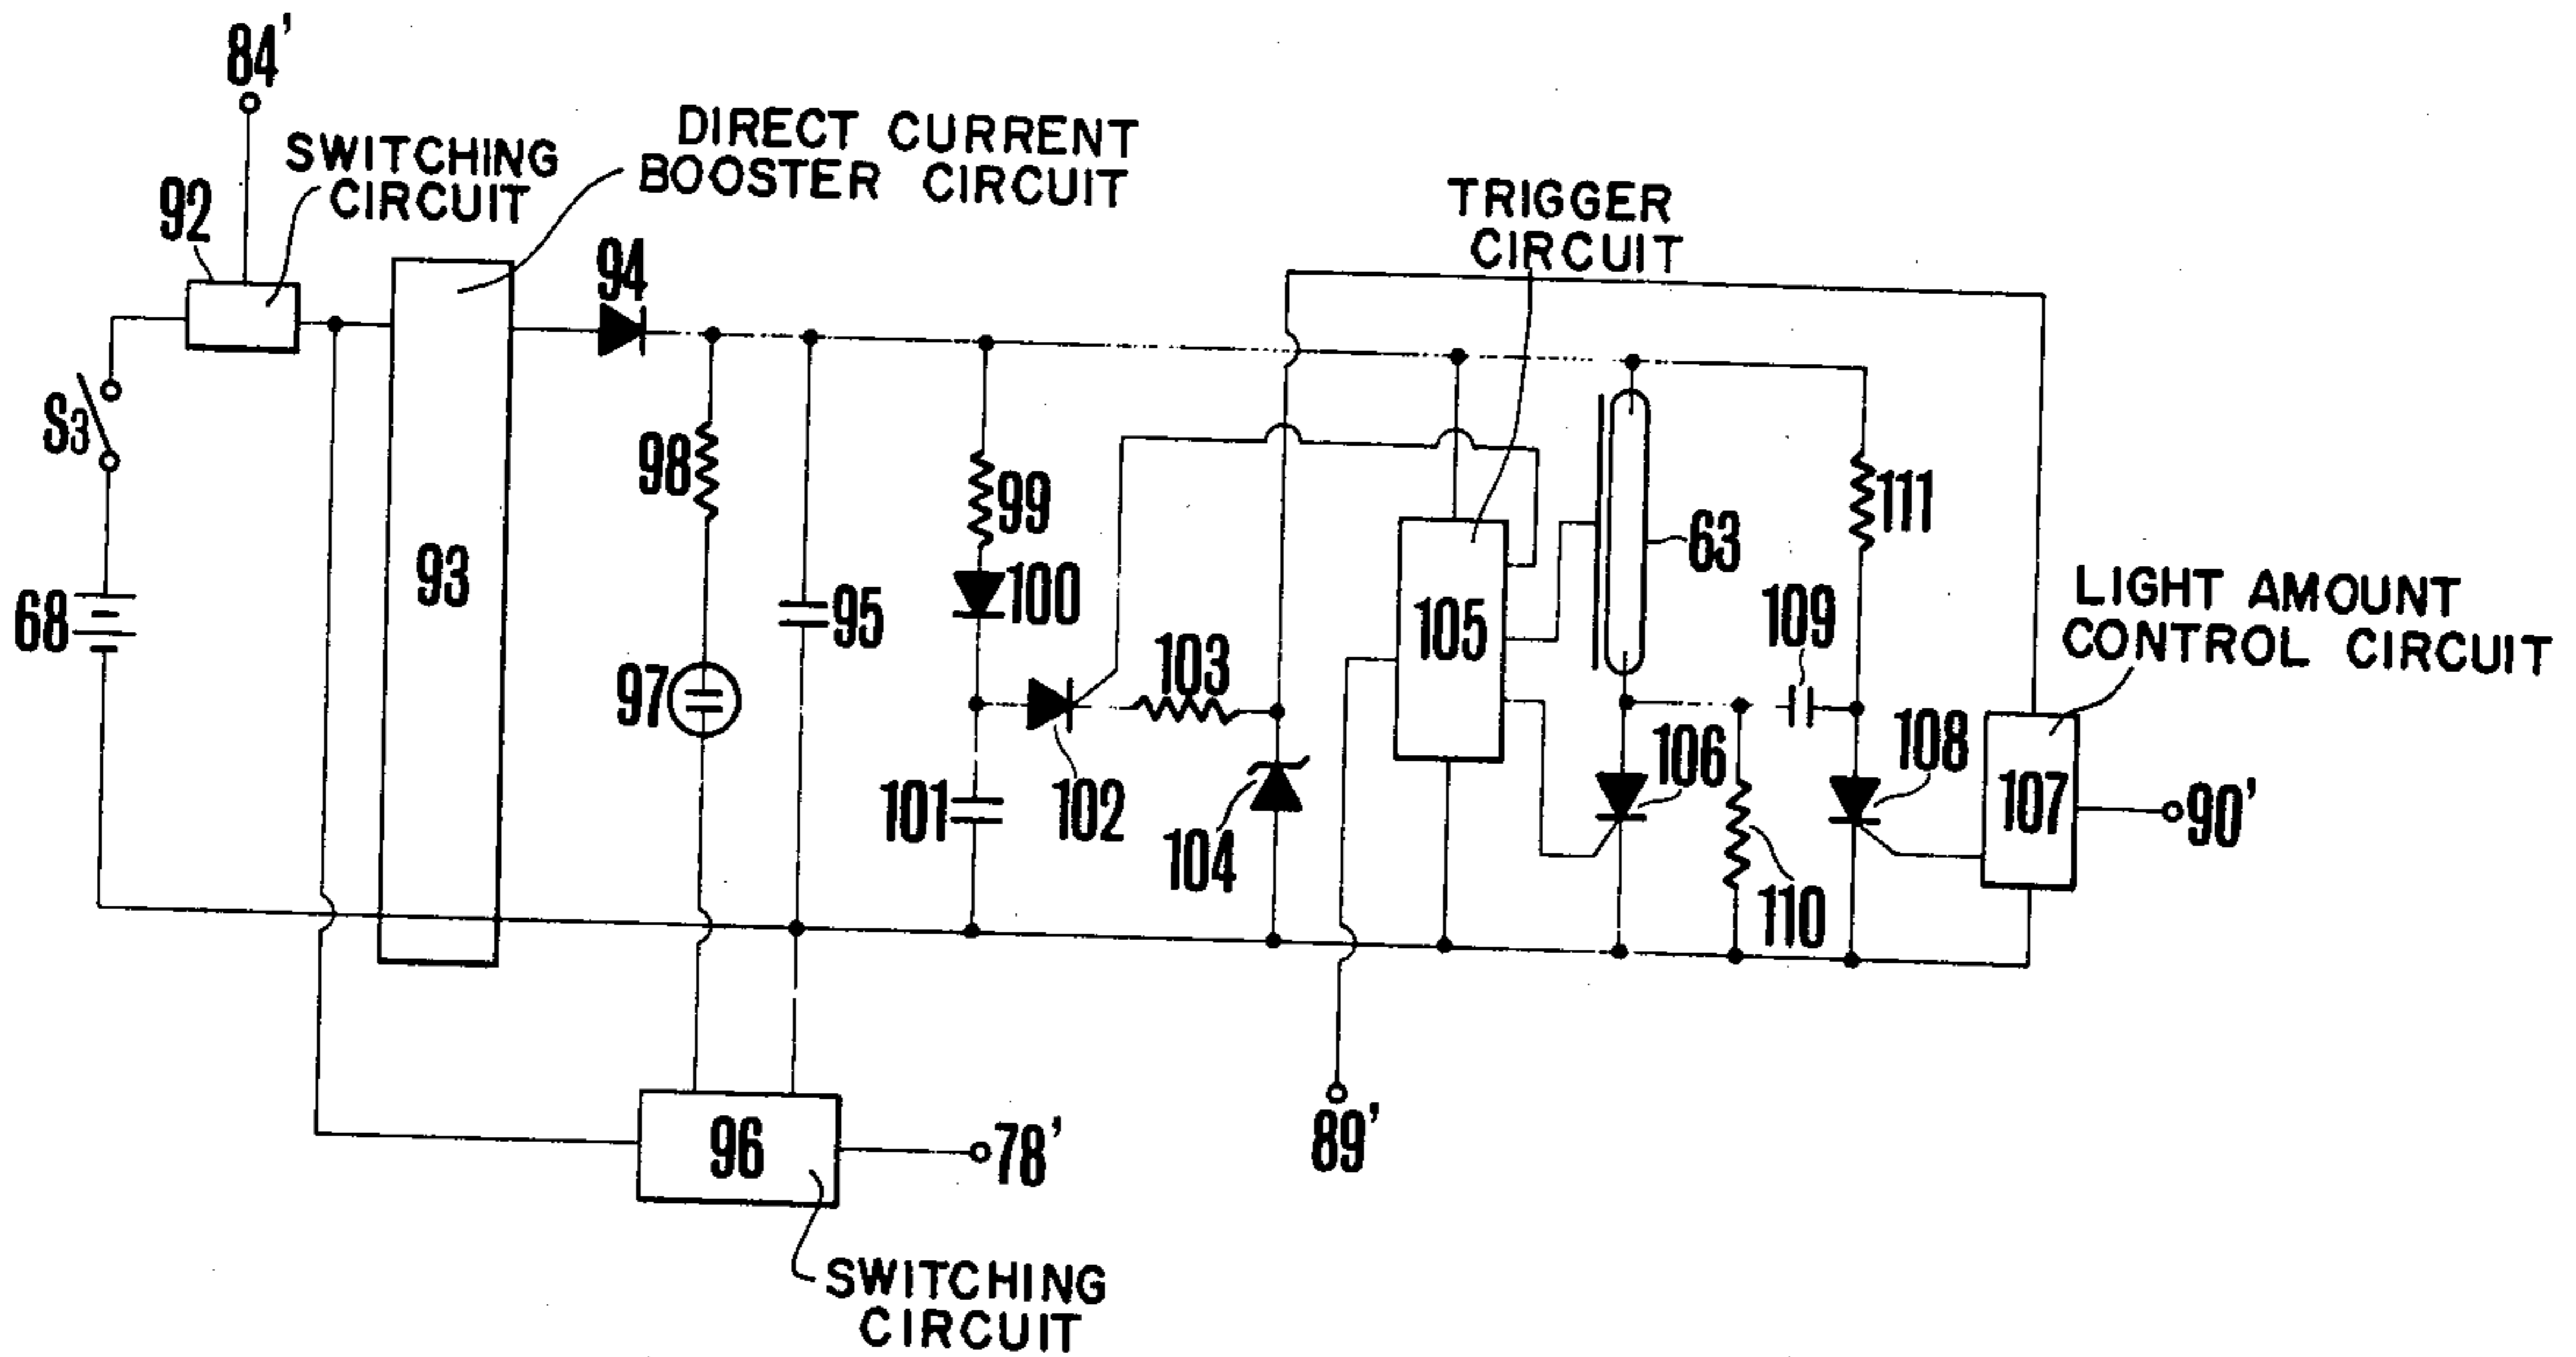 84'
SWITCHING
CIRCUIT
92
DIRECT CURRENT
BOOSTER CIRCUIT
94
TRIGGER
CIRCUIT
S3
68
93
98
97
95
99
100
101
102
103
104
105
63
106
109
110
111
108
107
LIGHT AMOUNT
CONTROL CIRCUIT
90'
89'
96
78'
SWITCHING
CIRCUIT